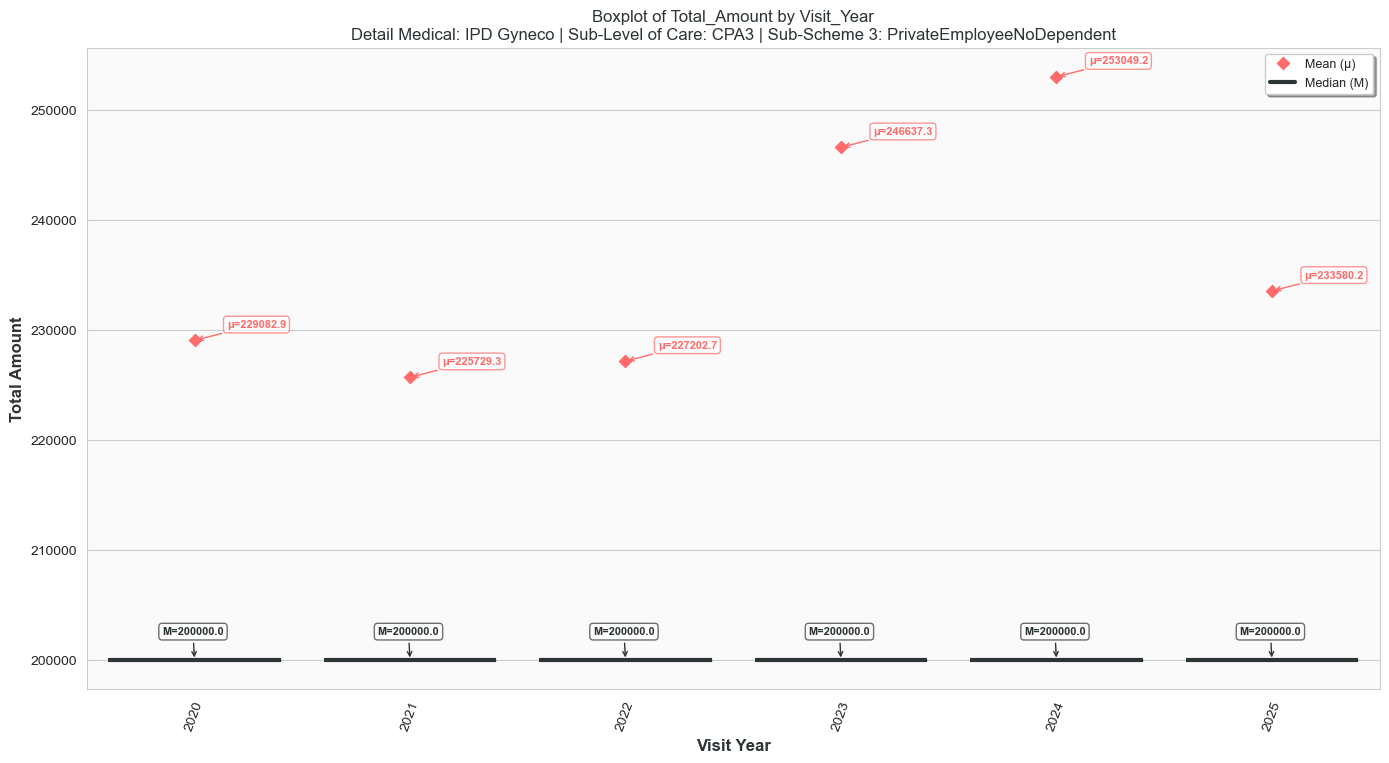 Boxplot of Total_Amount by Visit_Year
Detail Medical: IPD Gyneco | Sub-Level of Care: CPA3 | Sub-Scheme 3: PrivateEmployeeNoDependent
Mean (μ)
Median (M)
μ=253049.2
μ=246637.3
μ=233580.2
μ=229082.9
μ=227202.7
μ=225729.3
250000
240000
230000
220000
210000
200000
Total Amount
M=200000.0
M=200000.0
M=200000.0
M=200000.0
M=200000.0
M=200000.0
2020
2021
2022
2023
2024
2025
Visit Year